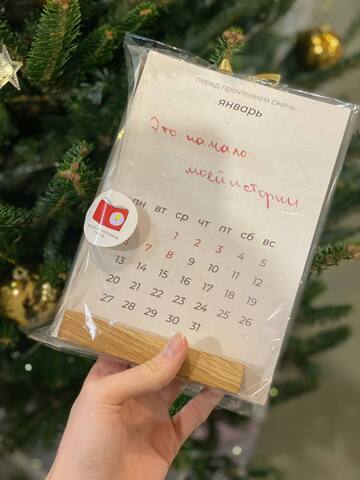 перед прочтением сжечь
январь
Это начало
моей истории
пн вт ср чт пт сб вс
1 2 3 4 5
7 8 9 10 11 12
13 14 15 16 17 18 19
20 21 22 23 24 25 26
27 28 29 30 31